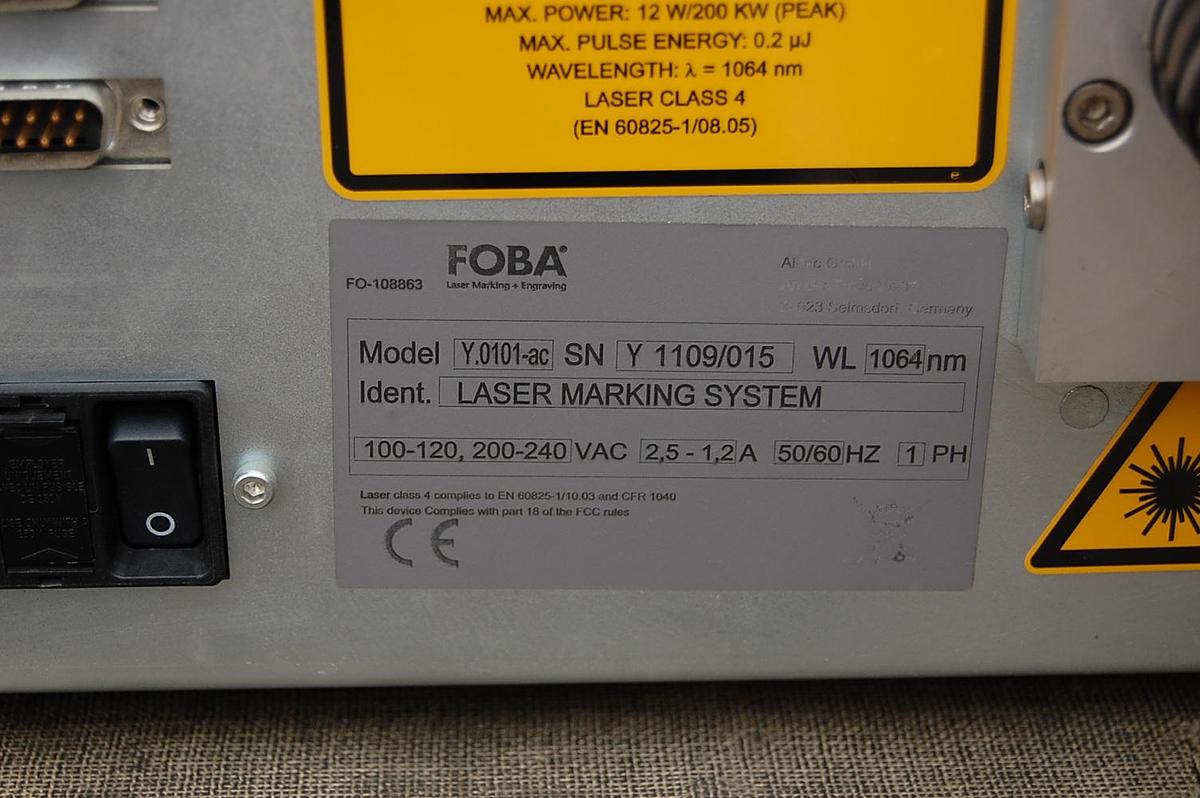 MAX. POWER: 12 W/200 KW (PEAK)
MAX. PULSE ENERGY: 0.2 µJ
WAVELENGTH: λ = 1064 nm
LASER CLASS 4
(EN 60825-1/08.05)
e
FO-108863
FOBA®
Laser Marking + Engraving
Selmsdorf, Germany
Model Y.0101-ac SN Y 1109/015 WL 1064 nm
Ident. LASER MARKING SYSTEM
100-120, 200-240 VAC 2,5 - 1,2 A 50/60 HZ 1 PH
Laser class 4 complies to EN 60825-1/10.03 and CFR 1040
This device Complies with part 18 of the FCC rules
CE
I
O